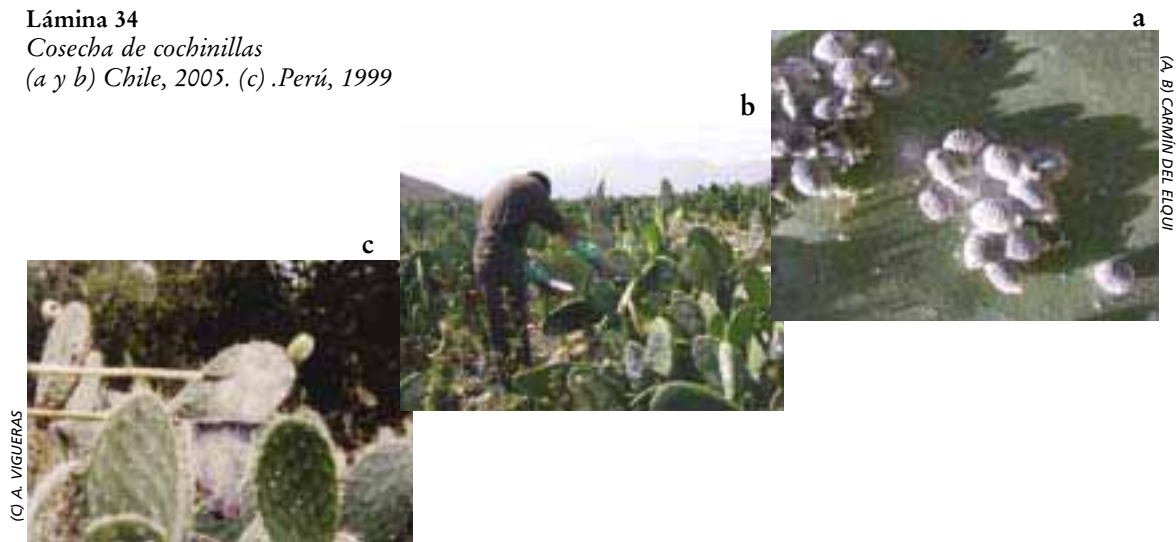 Lámina 34
Cosecha de cochinillas
(a y b) Chile, 2005. (c) .Perú, 1999
a
(A, B) CARMÍN DEL ELQUI
b
c
(C) A. VIGUERAS